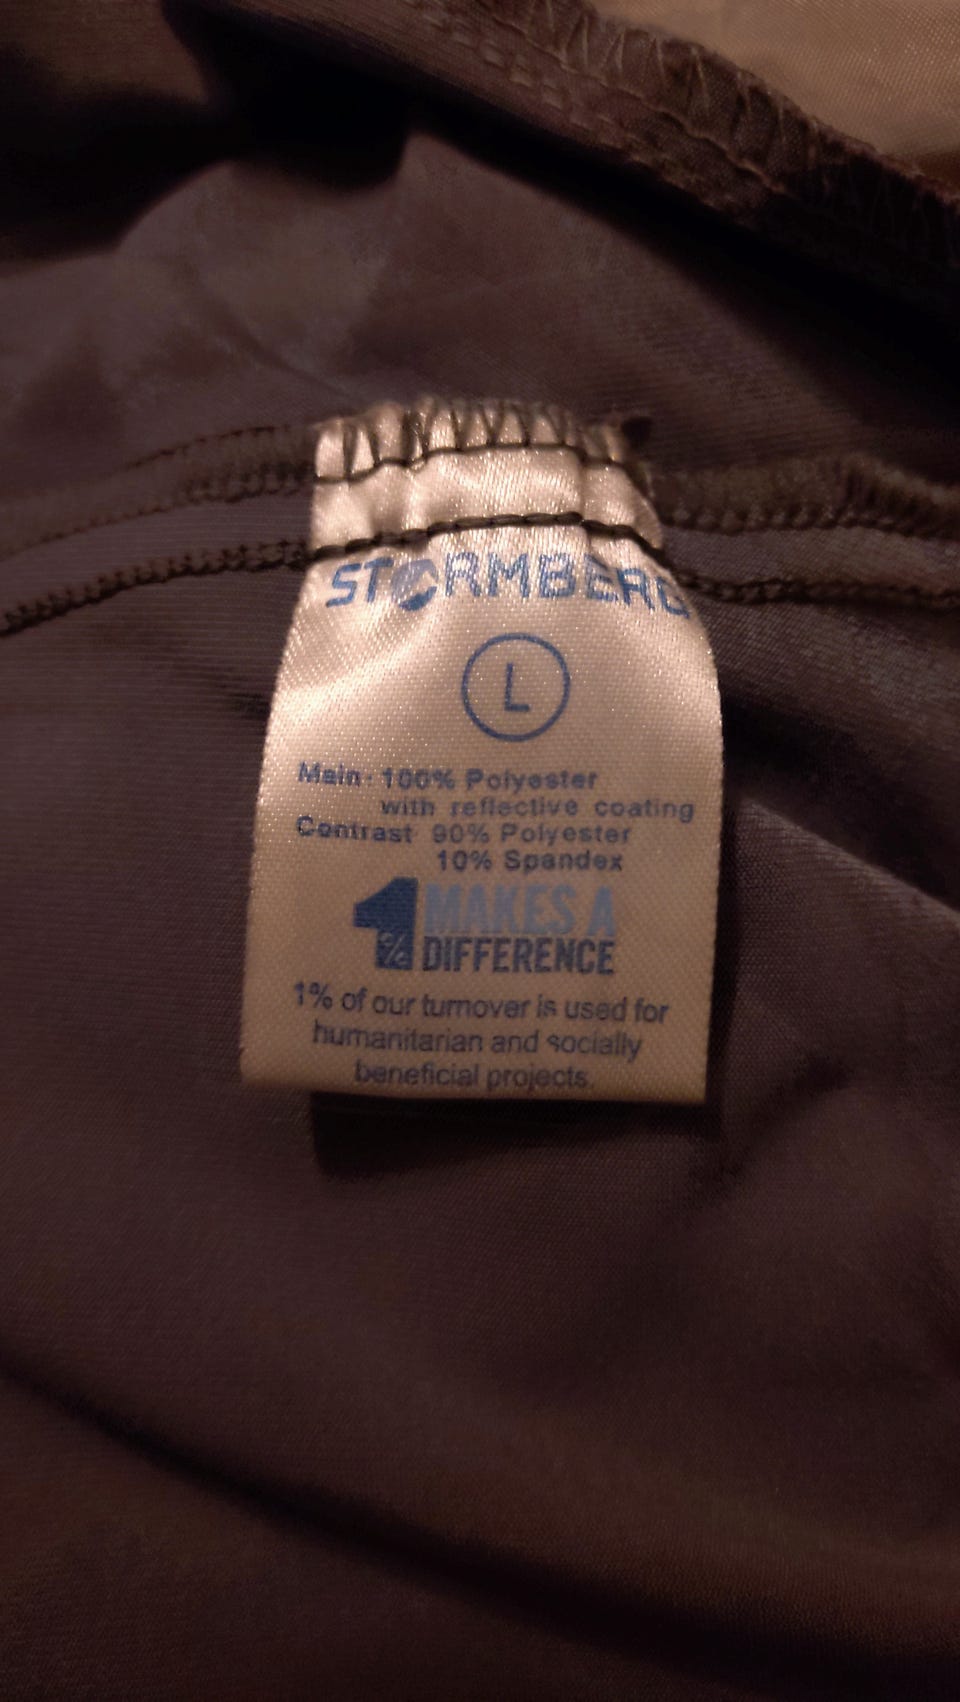 STORMBERG
L
Main: 100% Polyester
with reflective coating
Contrast 90% Polyester
10% Spandex
1% MAKES A
DIFFERENCE
1% of our turnover is used for
humanitarian and socially
beneficial projects.